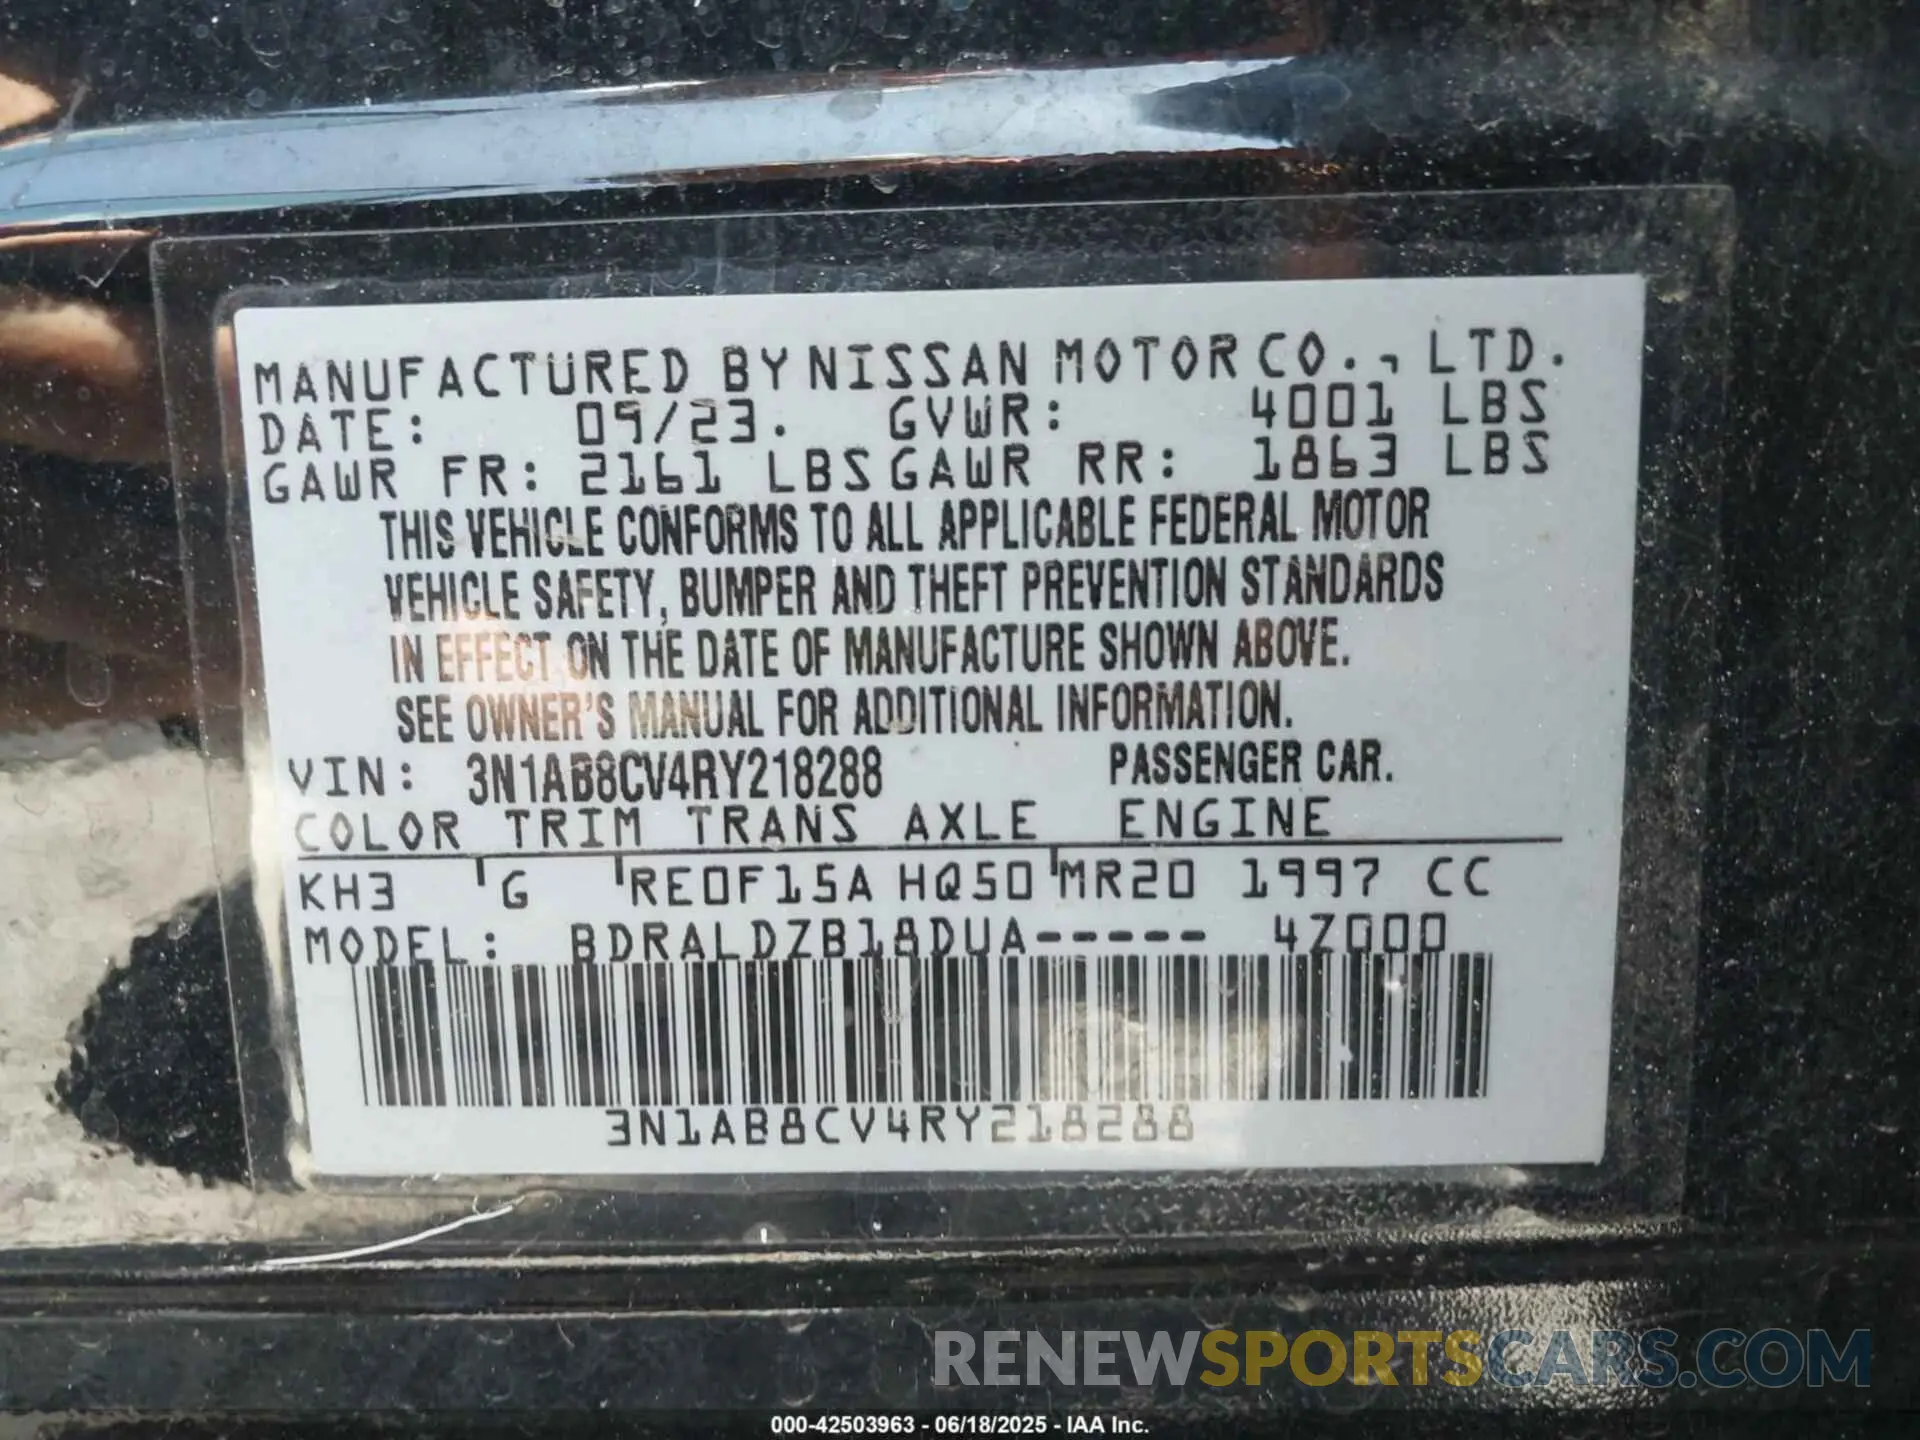 MANUFACTURED BY NISSAN MOTOR CO., LTD.
DATE: 09/23. GVWR: 4001 LBS
GAWR FR: 2161 LBS GAWR RR: 1863 LBS
THIS VEHICLE CONFORMS TO ALL APPLICABLE FEDERAL MOTOR
VEHICLE SAFETY, BUMPER AND THEFT PREVENTION STANDARDS
IN EFFECT ON THE DATE OF MANUFACTURE SHOWN ABOVE.
SEE OWNER'S MANUAL FOR ADDITIONAL INFORMATION.
VIN: 3N1AB8CV4RY218288 PASSENGER CAR.
COLOR TRIM TRANS AXLE ENGINE
KH3 G RE0F15A HQ50 MR20 1997 CC
MODEL: BDRALDZB18DUA----- 4Z000
3N1AB8CV4RY218288
RENEWSPORTSCARS.COM
000-42503963 - 06/18/2025 - IAA Inc.